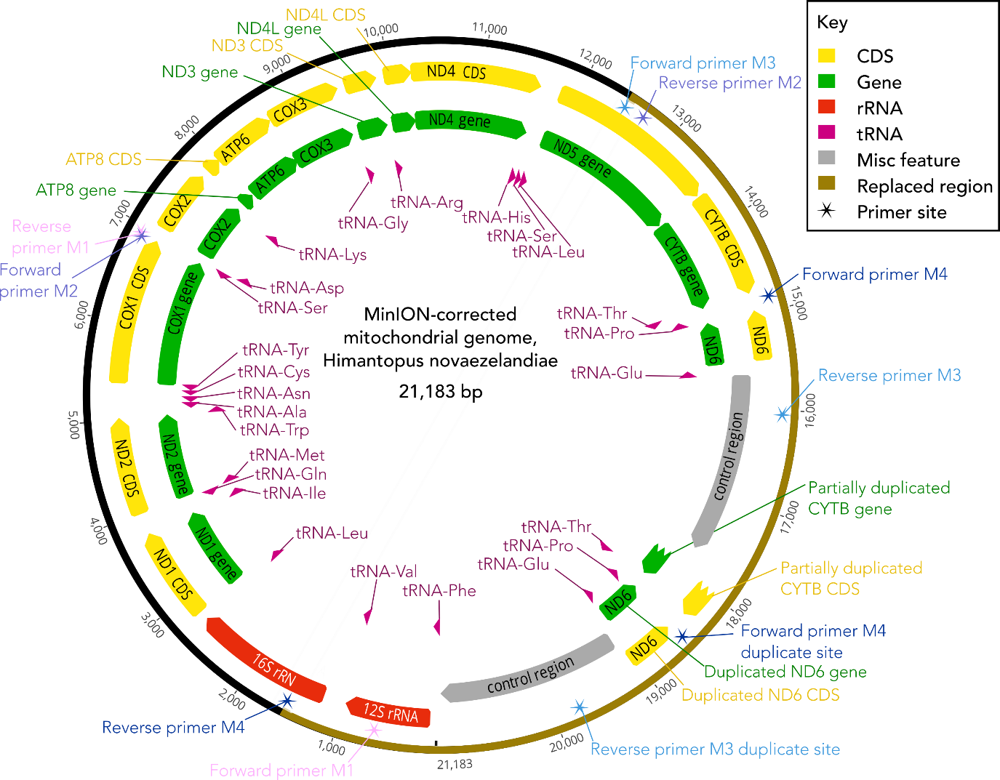 ND4L CDS
ND4L gene
ND3 CDS
ND3 gene
ATP8 CDS
ATP8 gene
Reverse
primer M1
Forward
primer M2
10,000
11,000
12,000
13,000
14,000
15,000
16,000
17,000
18,000
19,000
20,000
21,183
1,000
2,000
3,000
4,000
5,000
6,000
7,000
8,000
9,000
Forward primer M3
Reverse primer M2
Key
CDS
Gene
rRNA
tRNA
Misc feature
Replaced region
Primer site
ND4 CDS
COX3
ATP6
COX2
COX1 CDS
ND2 CDS
ND1 CDS
ND4 gene
COX3
ATP6
COX2
COX1 gene
ND2 gene
ND1 gene
ND5 gene
CYTB gene
CYTB CDS
ND6
ND6
tRNA-Arg
tRNA-Gly
tRNA-His
tRNA-Ser
tRNA-Leu
tRNA-Lys
tRNA-Asp
tRNA-Ser
MinION-corrected
mitochondrial genome,
Himantopus novaezelandiae
21,183 bp
tRNA-Thr
tRNA-Pro
tRNA-Glu
Forward primer M4
Reverse primer M3
tRNA-Tyr
tRNA-Cys
tRNA-Asn
tRNA-Ala
tRNA-Trp
tRNA-Met
tRNA-Gln
tRNA-Ile
tRNA-Leu
tRNA-Val
tRNA-Phe
control region
Partially duplicated
CYTB gene
tRNA-Thr
tRNA-Pro
tRNA-Glu
Partially duplicated
CYTB CDS
ND6
ND6
Forward primer M4
duplicate site
Duplicated ND6 gene
Duplicated ND6 CDS
control region
16S rRN
12S rRNA
Reverse primer M4
Forward primer M1
Reverse primer M3 duplicate site